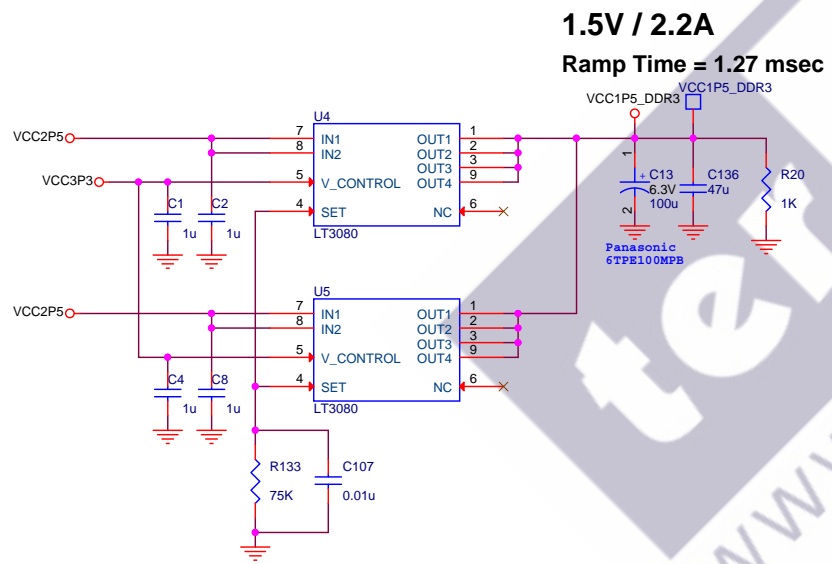 1.5V / 2.2A
Ramp Time = 1.27 msec
VCC1P5_DDR3
VCC1P5_DDR3
U4
VCC2P5
7
IN1
OUT1
1
8
IN2
OUT2
2
OUT3
3
VCC3P3
5
V_CONTROL
OUT4
9
4
SET
NC
6
LT3080
C1
1u
C2
1u
1
+
C13
6.3V
100u
2
C136
47u
R20
1K
Panasonic
6TPE100MPB
U5
VCC2P5
7
IN1
OUT1
1
8
IN2
OUT2
2
OUT3
3
5
V_CONTROL
OUT4
9
4
SET
NC
6
LT3080
C4
1u
C8
1u
R133
75K
C107
0.01u
ter
www